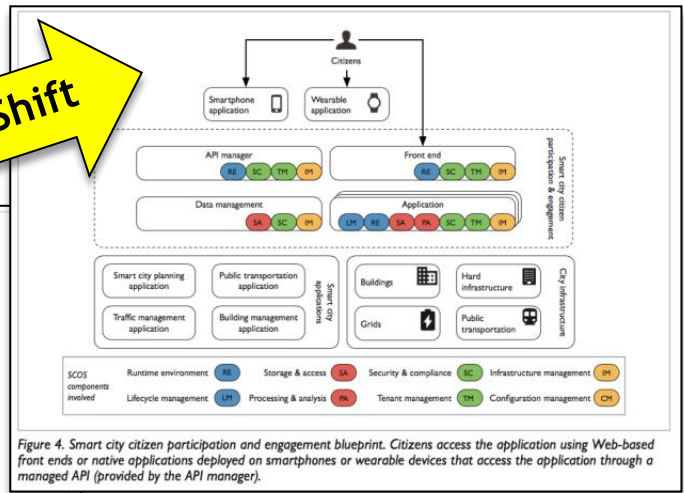 Shift
Citizens
Smartphone
application
Wearable
application
API manager
RE SC TM IM
Front end
RE SC TM IM
Data management
SA SC IM
Application
LM RE SA PA SC TM IM
Smart city citizen
participation & engagement
Smart city planning
application
Public transportation
application
Traffic management
application
Building management
application
Smart city
applications
Buildings
Hard
infrastructure
Grids
Public
transportation
City infrastructure
SCOS
components
involved
Runtime environment RE Storage & access SA Security & compliance SC Infrastructure management IM
Lifecycle management LM Processing & analysis PA Tenant management TM Configuration management CM
Figure 4. Smart city citizen participation and engagement blueprint. Citizens access the application using Web-based
front ends or native applications deployed on smartphones or wearable devices that access the application through a
managed API (provided by the API manager).